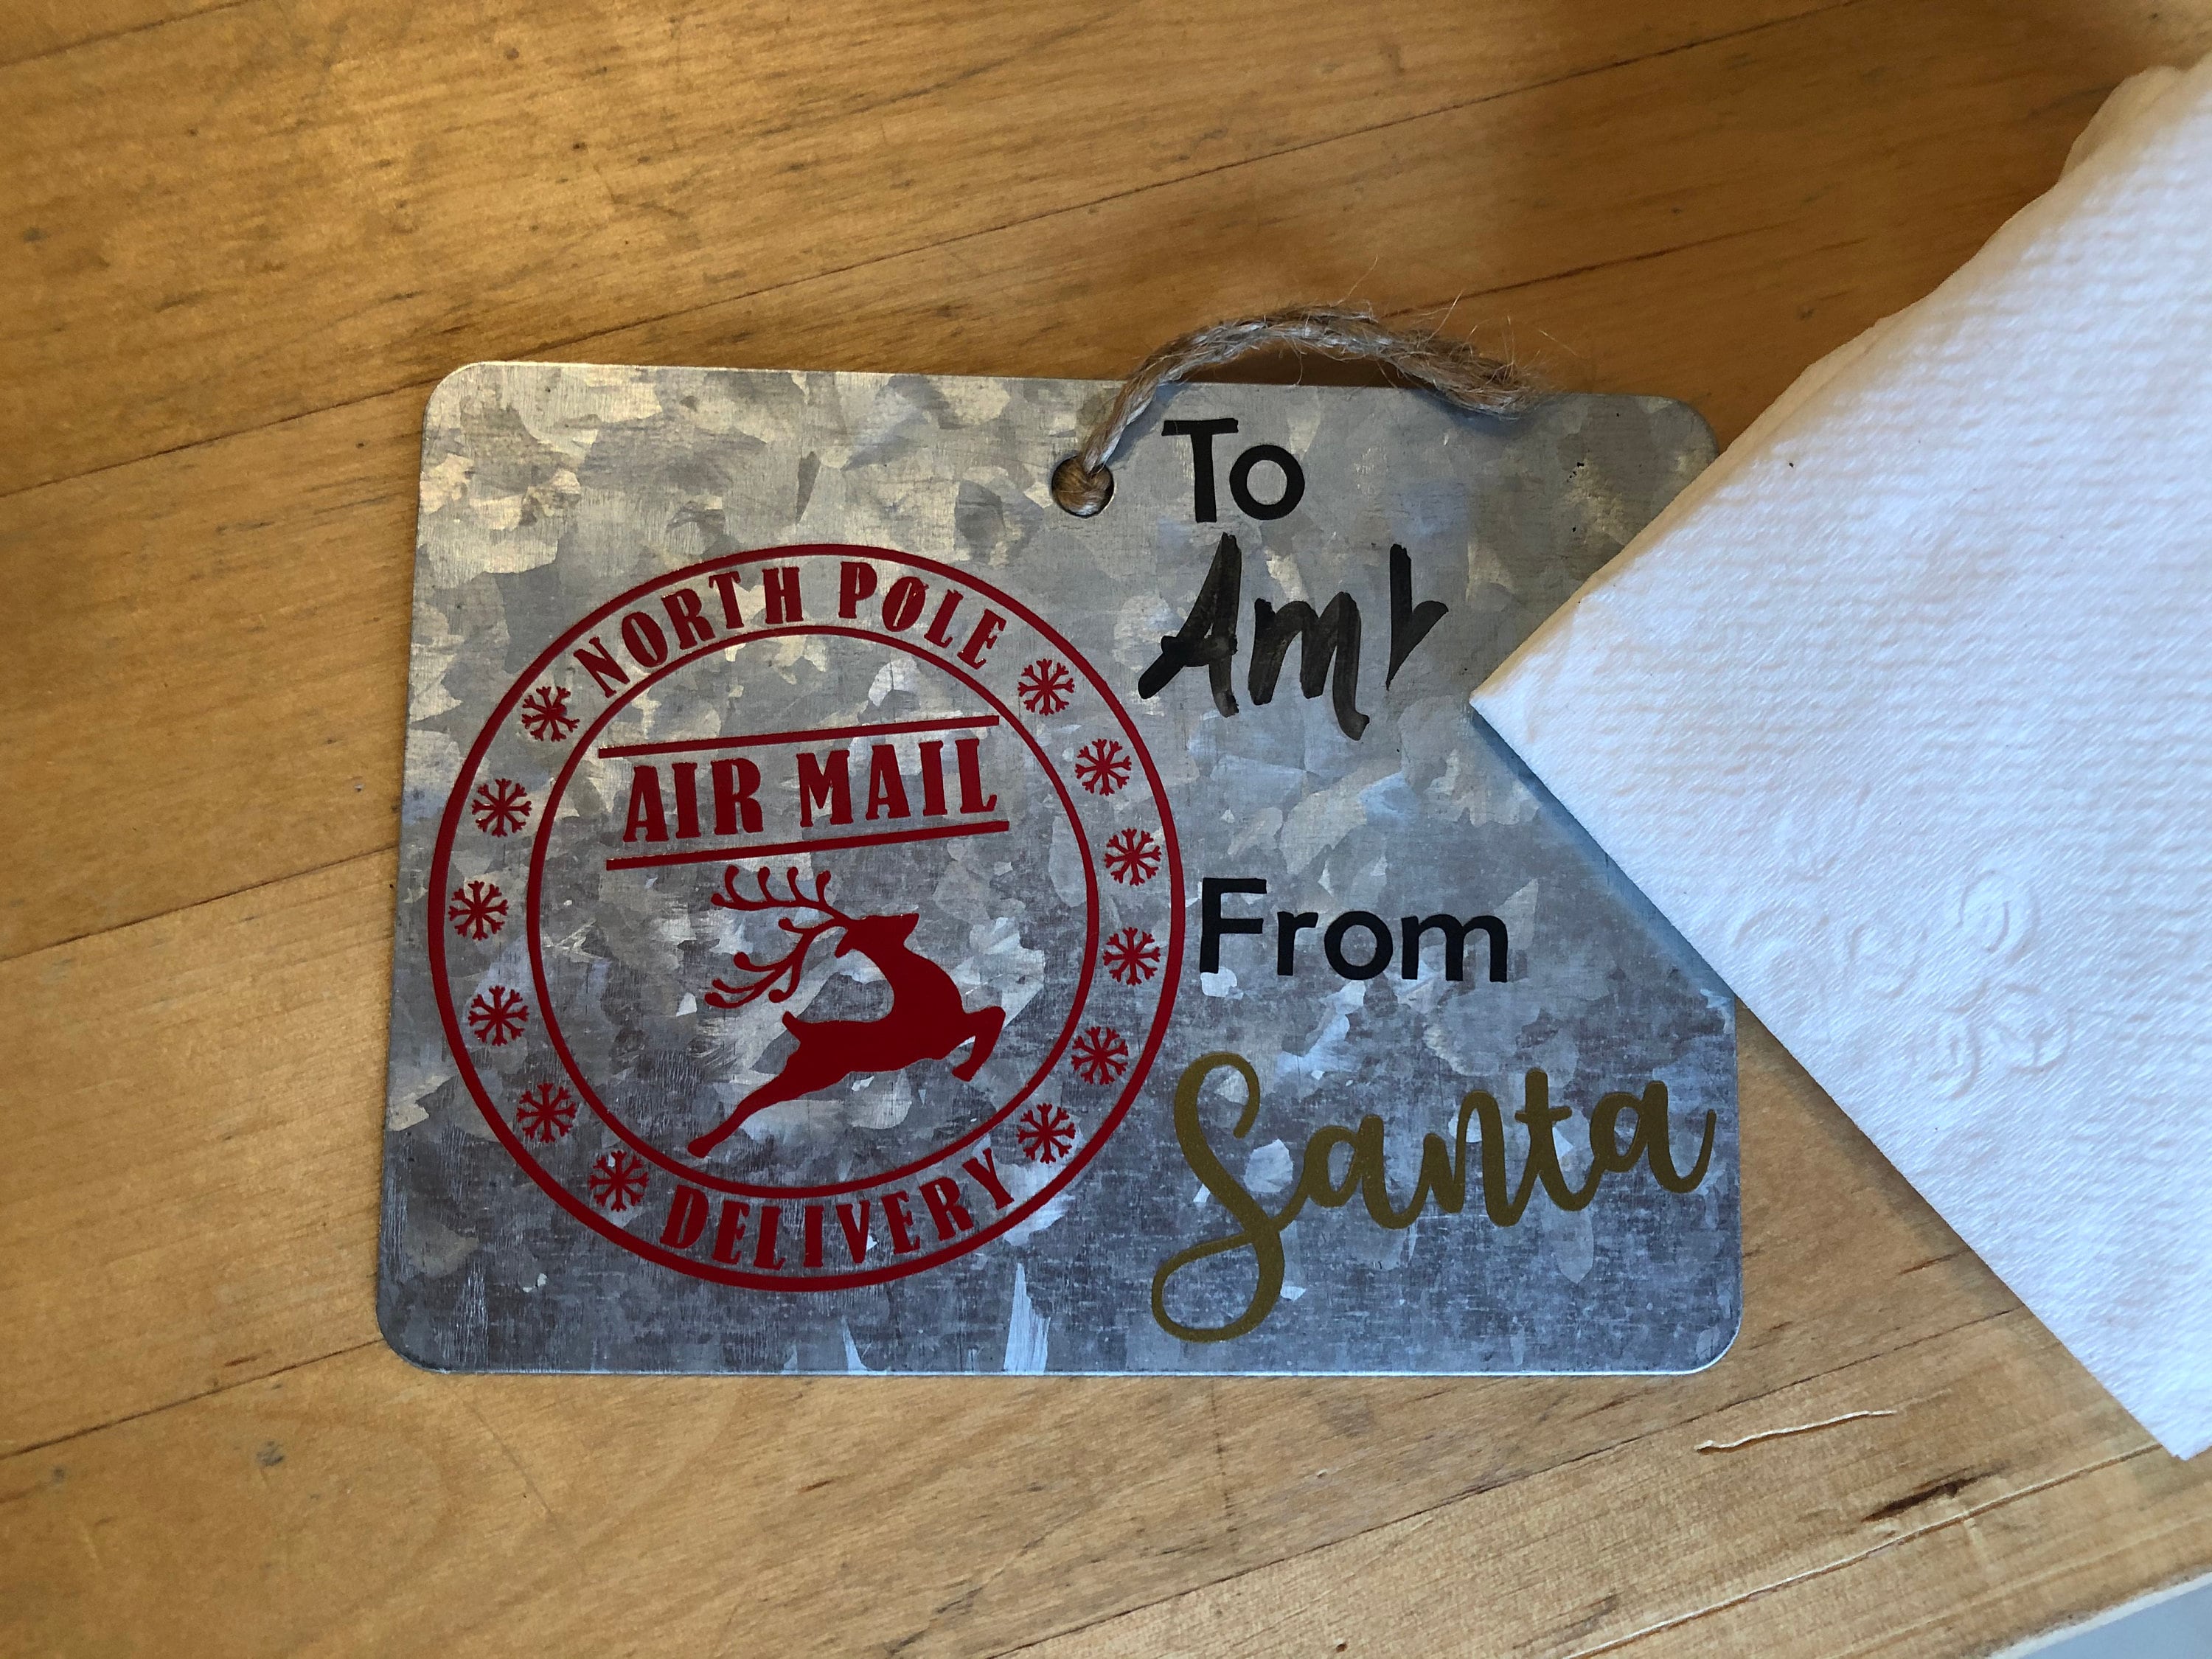 NORTH POLE
AIR MAIL
DELIVERY
To
From
Santa